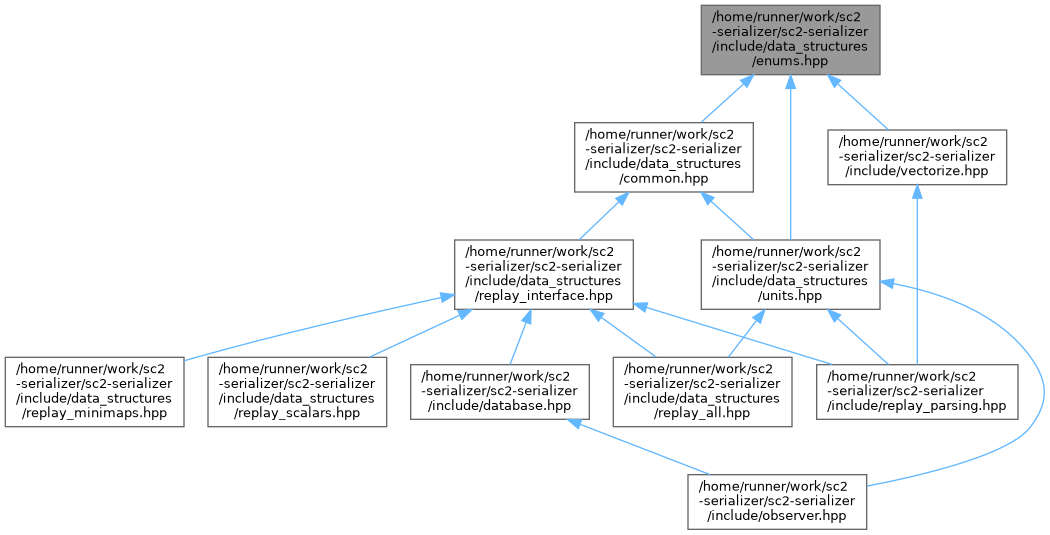 /home/runner/work/sc2
-serializer/sc2-serializer
/include/data_structures
/enums.hpp
/home/runner/work/sc2
-serializer/sc2-serializer
/include/data_structures
/common.hpp
/home/runner/work/sc2
-serializer/sc2-serializer
/include/vectorize.hpp
/home/runner/work/sc2
-serializer/sc2-serializer
/include/data_structures
/replay_interface.hpp
/home/runner/work/sc2
-serializer/sc2-serializer
/include/data_structures
/units.hpp
/home/runner/work/sc2
-serializer/sc2-serializer
/include/data_structures
/replay_minimaps.hpp
/home/runner/work/sc2
-serializer/sc2-serializer
/include/data_structures
/replay_scalars.hpp
/home/runner/work/sc2
-serializer/sc2-serializer
/include/database.hpp
/home/runner/work/sc2
-serializer/sc2-serializer
/include/data_structures
/replay_all.hpp
/home/runner/work/sc2
-serializer/sc2-serializer
/include/replay_parsing.hpp
/home/runner/work/sc2
-serializer/sc2-serializer
/include/observer.hpp